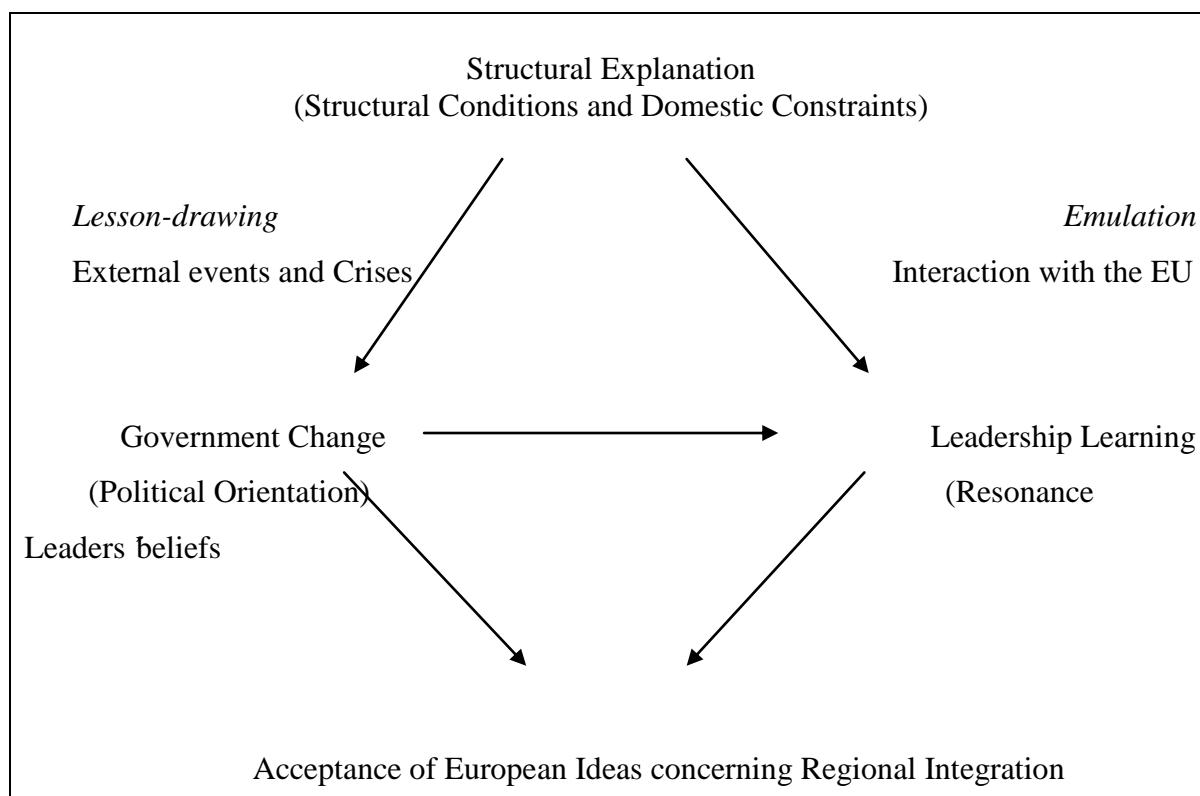 Structural Explanation
(Structural Conditions and Domestic Constraints)
Lesson-drawing
Emulation
External events and Crises
Interaction with the EU
Government Change
Leadership Learning
(Political Orientation)
(Resonance
Leaders' beliefs
Acceptance of European Ideas concerning Regional Integration